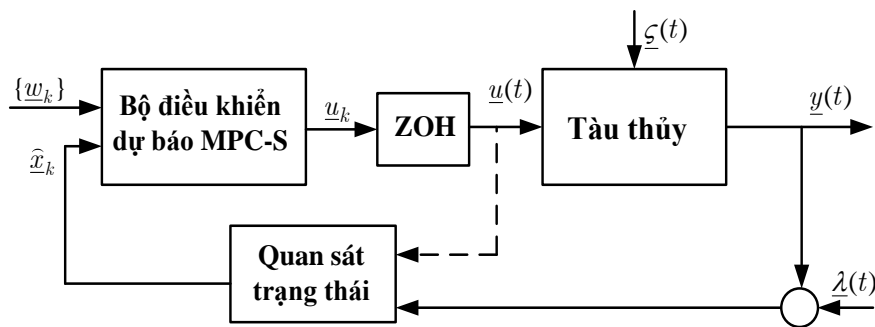 ς(t)
{w_k}
Bộ điều khiển
dự báo MPC-S
u_k
ZOH
u(t)
Tàu thủy
y(t)
x̂_k
Quan sát
trạng thái
λ(t)